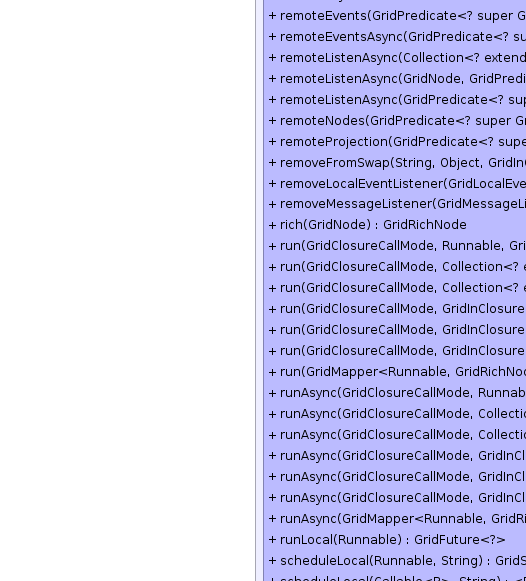 + remoteEvents(GridPredicate<? super G
+ remoteEventsAsync(GridPredicate<? su
+ remoteListenAsync(Collection<? extend
+ remoteListenAsync(GridNode, GridPredi
+ remoteListenAsync(GridPredicate<? sup
+ remoteNodes(GridPredicate<? super Gr
+ remoteProjection(GridPredicate<? supe
+ removeFromSwap(String, Object, GridIn
+ removeLocalEventListener(GridLocalEve
+ removeMessageListener(GridMessageLi
+ rich(GridNode) : GridRichNode
+ run(GridClosureCallMode, Runnable, Gri
+ run(GridClosureCallMode, Collection<? e
+ run(GridClosureCallMode, Collection<? e
+ run(GridClosureCallMode, GridInClosure
+ run(GridClosureCallMode, GridInClosure
+ run(GridClosureCallMode, GridInClosure
+ run(GridMapper<Runnable, GridRichNod
+ runAsync(GridClosureCallMode, Runnab
+ runAsync(GridClosureCallMode, Collectio
+ runAsync(GridClosureCallMode, Collectio
+ runAsync(GridClosureCallMode, GridInCl
+ runAsync(GridClosureCallMode, GridInCl
+ runAsync(GridClosureCallMode, GridInCl
+ runAsync(GridMapper<Runnable, GridRi
+ runLocal(Runnable) : GridFuture<?>
+ scheduleLocal(Runnable, String) : GridS